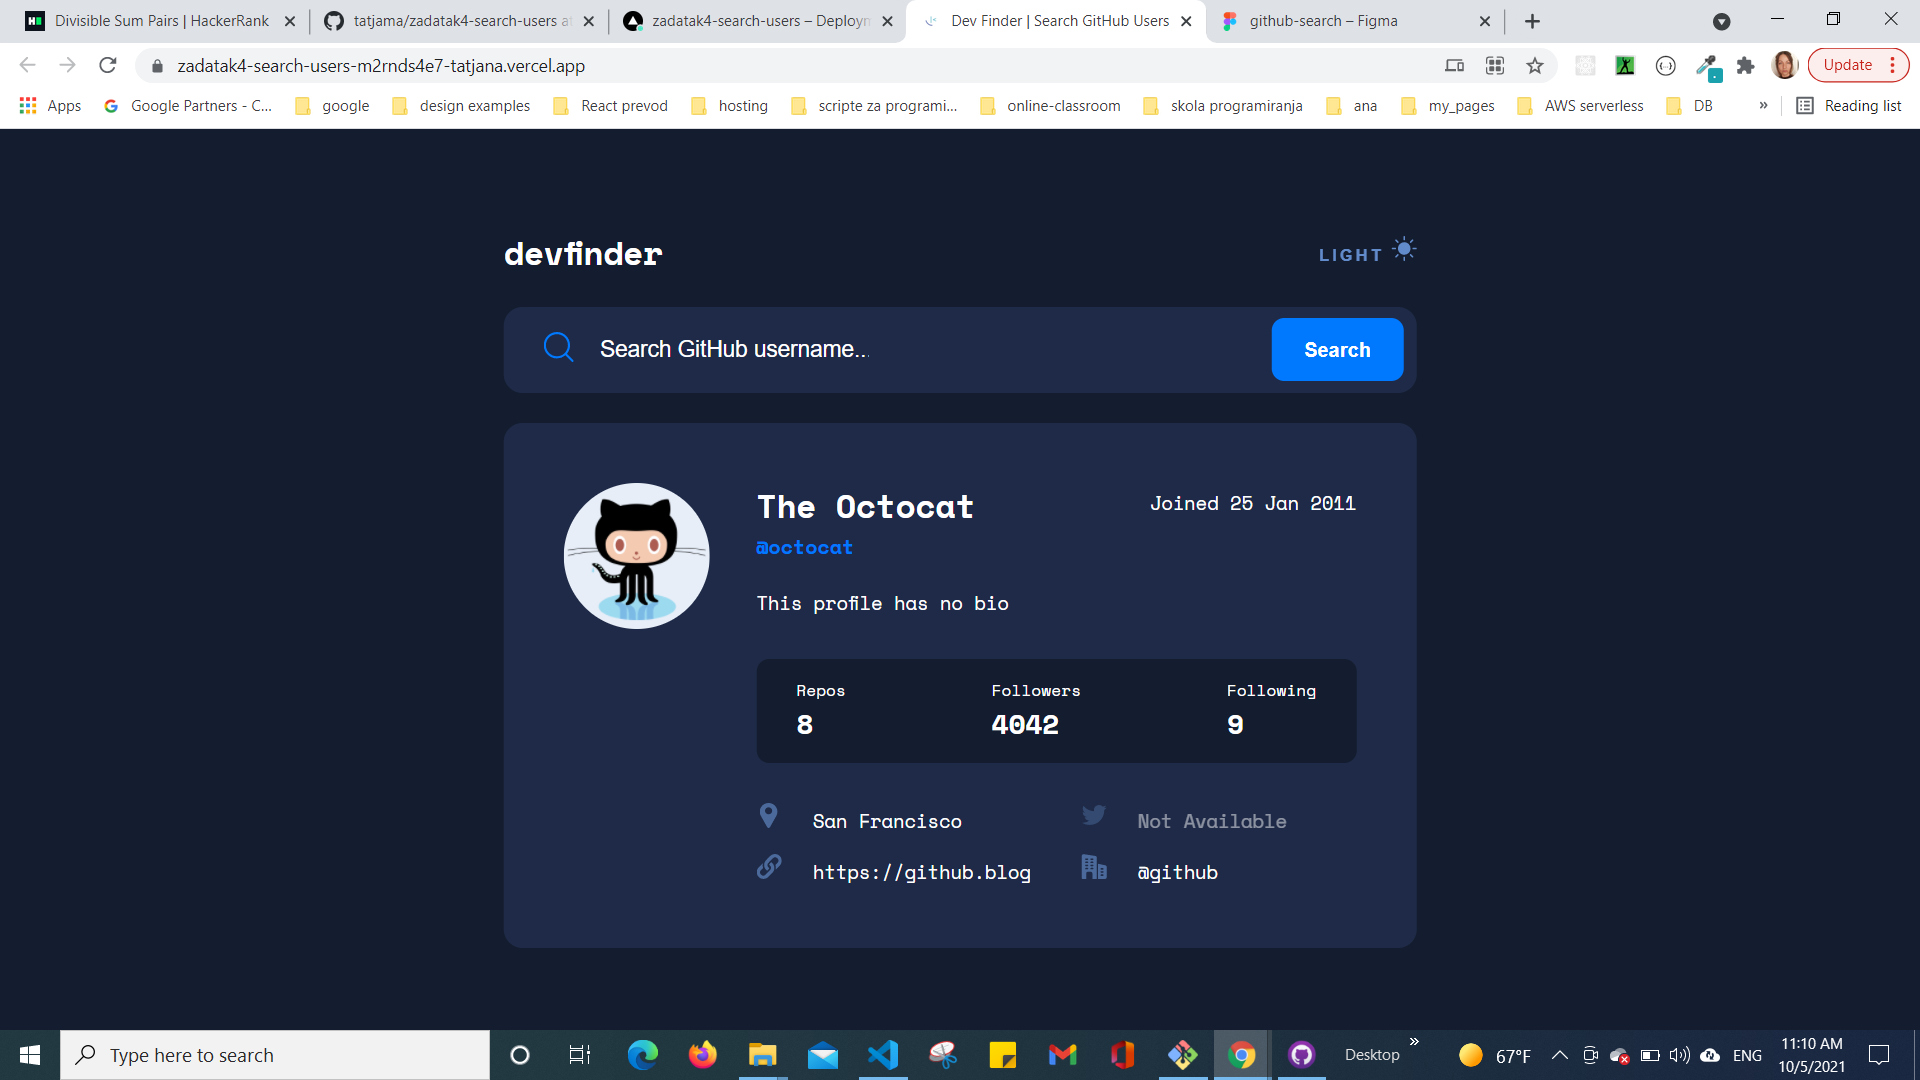 Divisible Sum Pairs | HackerRank
tatjama/zadatak4-search-users a
zadatak4-search-users – Deploym
Dev Finder | Search GitHub Users
github-search – Figma
zadatak4-search-users-m2rnds4e7-tatjana.vercel.app
Update
Apps
Google Partners - C...
google
design examples
React prevod
hosting
scripte za programi...
online-classroom
skola programiranja
ana
my_pages
AWS serverless
DB
»
Reading list
devfinder
LIGHT
Search GitHub username...
Search
The Octocat
Joined 25 Jan 2011
@octocat
This profile has no bio
Repos
Followers
Following
8
4042
9
San Francisco
Not Available
https://github.blog
@github
Type here to search
Desktop
»
67°F
ENG
11:10 AM
10/5/2021